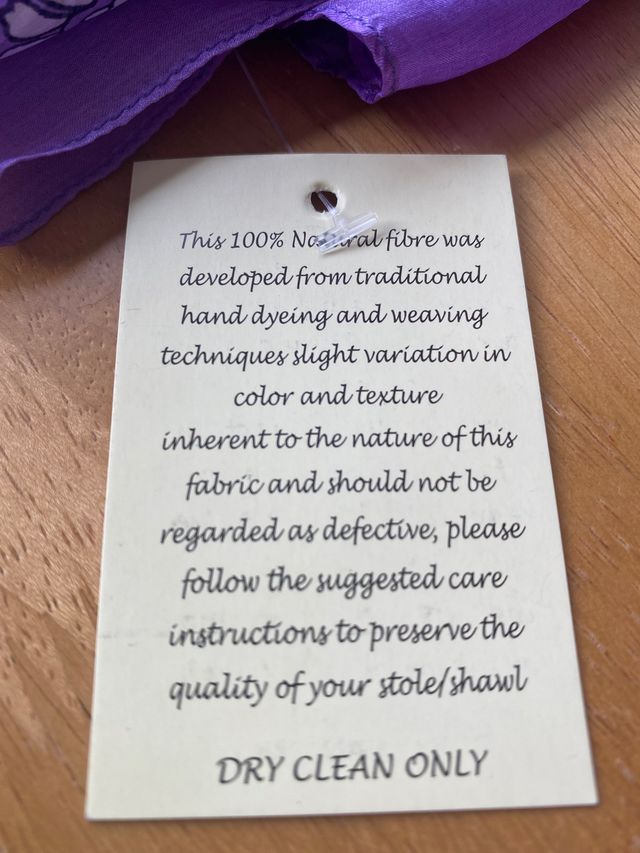 This 100% Natural fibre was
developed from traditional
hand dyeing and weaving
techniques slight variation in
color and texture
inherent to the nature of this
fabric and should not be
regarded as defective, please
follow the suggested care
instructions to preserve the
quality of your stole/shawl
DRY CLEAN ONLY